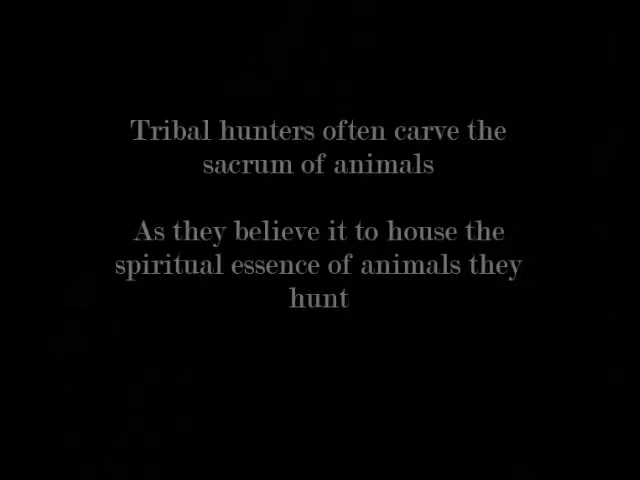 Tribal hunters often carve the
sacrum of animals
As they believe it to house the
spiritual essence of animals they
hunt